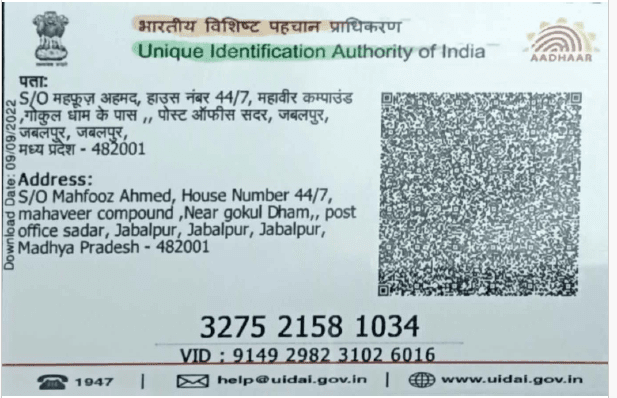 भारतीय विशिष्ट पहचान प्राधिकरण
Unique Identification Authority of India
AADHAAR
पता:
S/O महफूज़ अहमद, हाउस नंबर 44/7, महावीर कम्पाउंड
,गोकुल धाम के पास ,, पोस्ट ऑफीस सदर, जबलपुर,
जबलपुर, जबलपुर,
मध्य प्रदेश - 482001
Address:
S/O Mahfooz Ahmed, House Number 44/7,
mahaveer compound ,Near gokul Dham,, post
office sadar, Jabalpur, Jabalpur, Jabalpur,
Madhya Pradesh - 482001
Download Date: 09/09/2022
3275 2158 1034
VID : 9149 2982 3102 6016
1947 | help@uidai.gov.in | www.uidai.gov.in